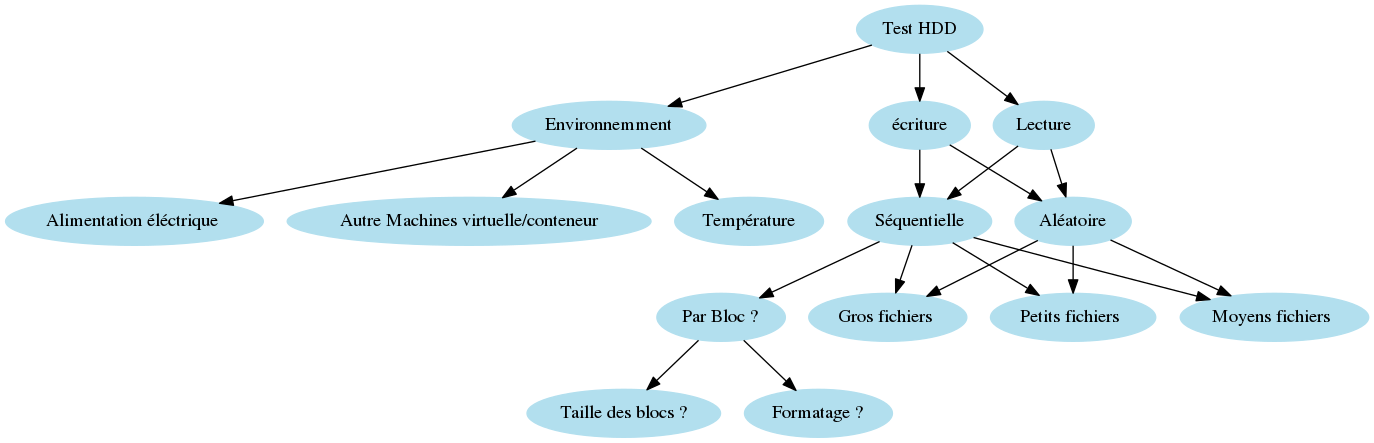 Test HDD
Environnemment
écriture
Lecture
Alimentation éléctrique
Autre Machines virtuelle/conteneur
Température
Séquentielle
Aléatoire
Par Bloc ?
Gros fichiers
Petits fichiers
Moyens fichiers
Taille des blocs ?
Formatage ?